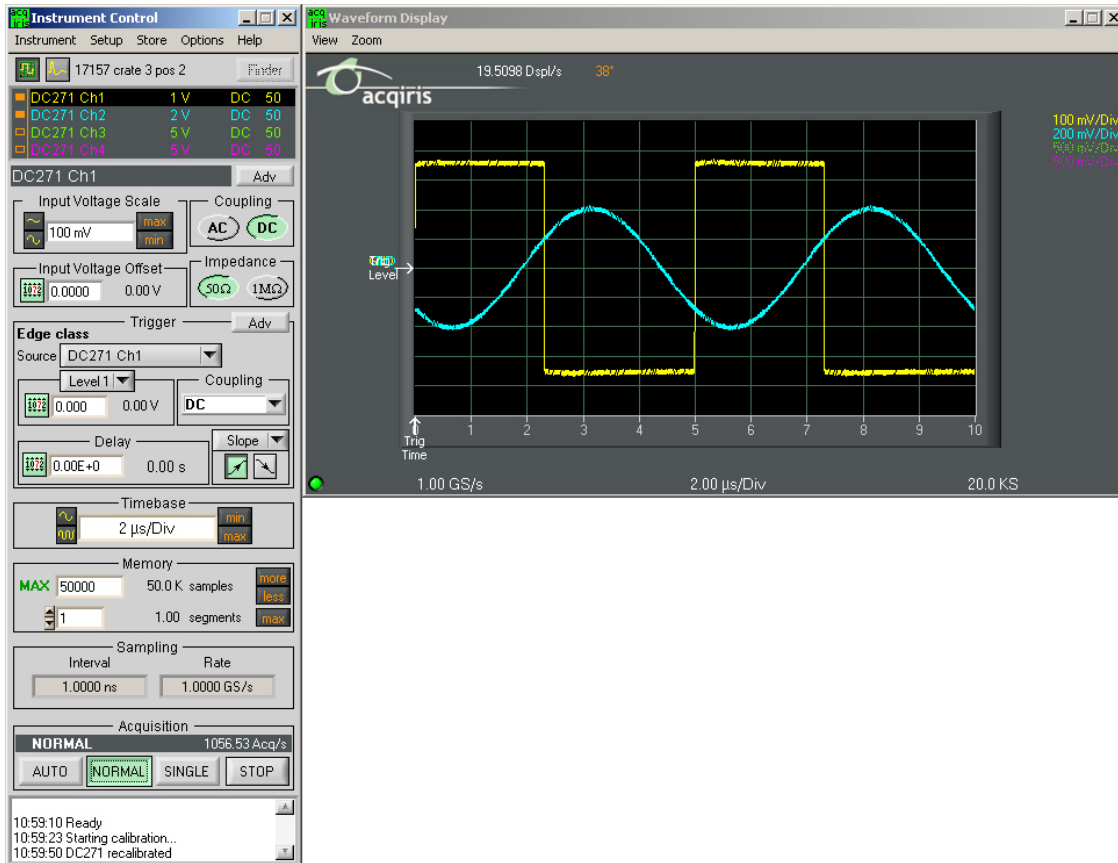 Instrument Control
Instrument Setup Store Options Help
17157 crate 3 pos 2 Finder
DC271 Ch1 1 V DC 50
DC271 Ch2 2 V DC 50
DC271 Ch3 5 V DC 50
DC271 Ch4 5 V DC 50
DC271 Ch1 Adv
Input Voltage Scale Coupling
100 mV max min AC DC
Input Voltage Offset Impedance
0.0000 0.00 V 50Ω 1MΩ
Trigger Adv
Edge class
Source DC271 Ch1
Level 1 Coupling
0.000 0.00 V DC
Delay Slope
0.00E+0 0.00 s
Timebase
2 µs/Div min max
Memory
MAX 50000 50.0 K samples more less
1 1.00 segments max
Sampling
Interval Rate
1.0000 ns 1.0000 GS/s
Acquisition
NORMAL 1056.53 Acq/s
AUTO NORMAL SINGLE STOP
10:59:10 Ready
10:59:23 Starting calibration...
10:59:50 DC271 recalibrated
acq iris Waveform Display
View Zoom
acqiris
19.5098 Dspl/s 38°
100 mV/Div
200 mV/Div
500 mV/Div
500 mV/Div
Level
1 2 3 4 5 6 7 8 9 10
Trig
Time
1.00 GS/s 2.00 µs/Div 20.0 KS